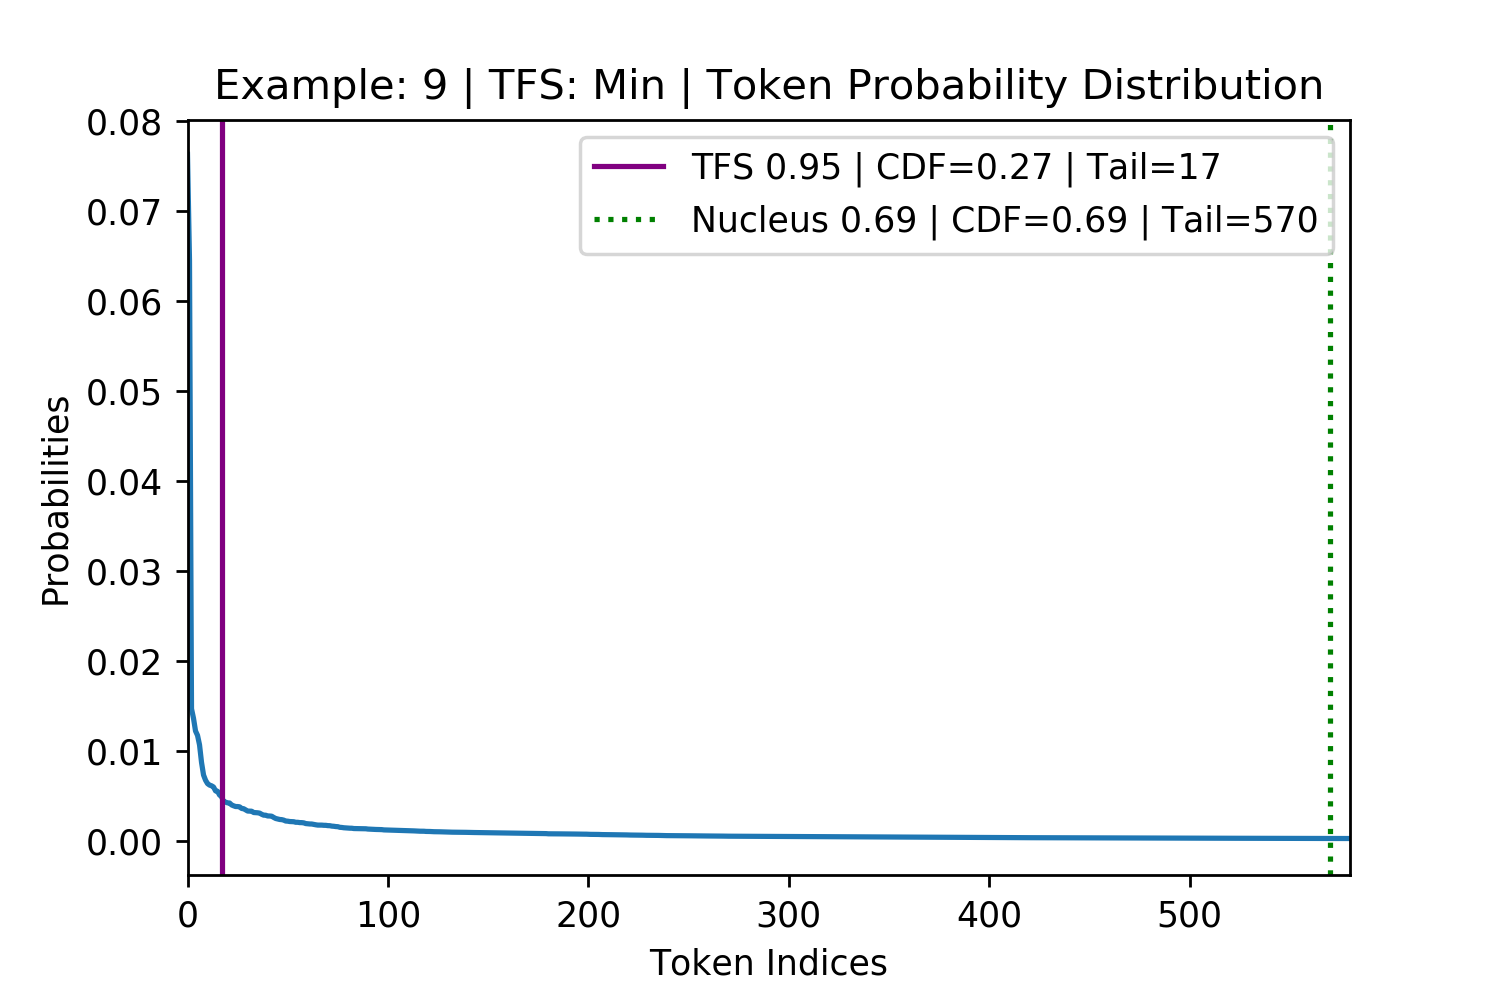 Example: 9 | TFS: Min | Token Probability Distribution
0.08
0.07
0.06
0.05
0.04
0.03
0.02
0.01
0.00
Probabilities
TFS 0.95 | CDF=0.27 | Tail=17
Nucleus 0.69 | CDF=0.69 | Tail=570
0 100 200 300 400 500
Token Indices